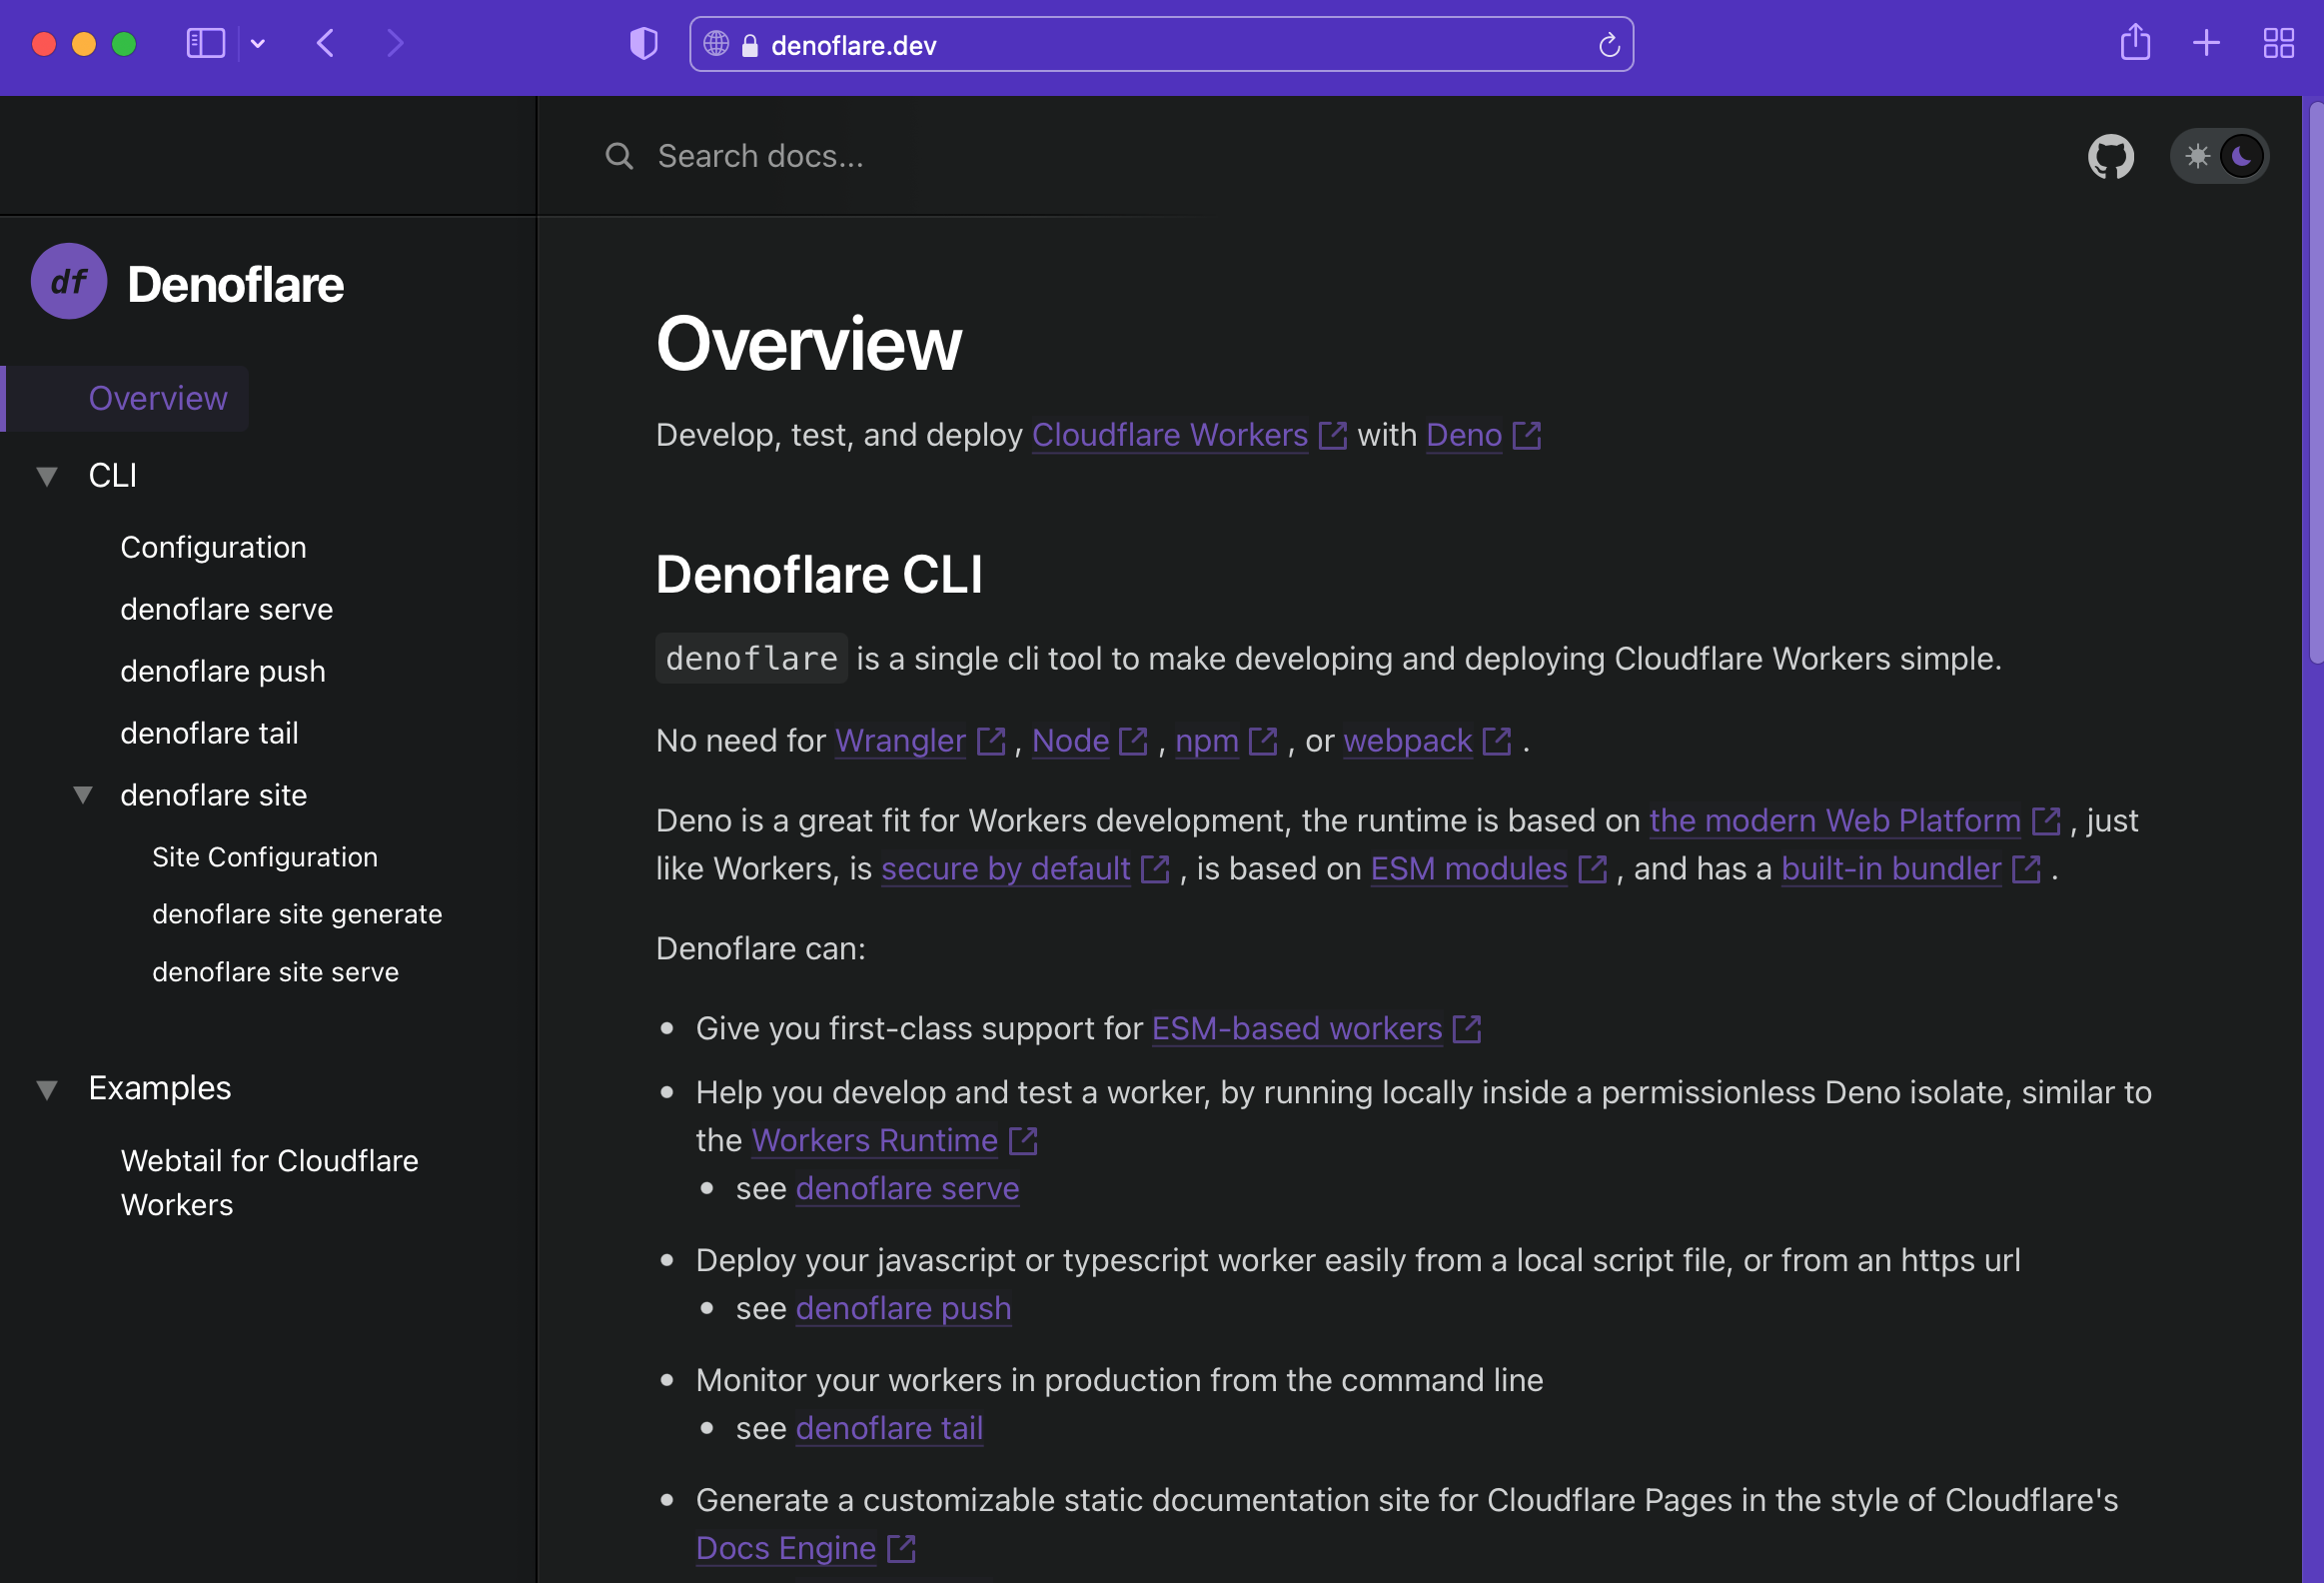 denoflare.dev
Search docs...
df Denoflare
Overview
CLI
Configuration
denoflare serve
denoflare push
denoflare tail
denoflare site
Site Configuration
denoflare site generate
denoflare site serve
Examples
Webtail for Cloudflare
Workers
Overview
Develop, test, and deploy Cloudflare Workers with Deno
Denoflare CLI
denoflare is a single cli tool to make developing and deploying Cloudflare Workers simple.
No need for Wrangler , Node , npm , or webpack .
Deno is a great fit for Workers development, the runtime is based on the modern Web Platform , just
like Workers, is secure by default , is based on ESM modules , and has a built-in bundler .
Denoflare can:
• Give you first-class support for ESM-based workers
• Help you develop and test a worker, by running locally inside a permissionless Deno isolate, similar to
the Workers Runtime
• see denoflare serve
• Deploy your javascript or typescript worker easily from a local script file, or from an https url
• see denoflare push
• Monitor your workers in production from the command line
• see denoflare tail
• Generate a customizable static documentation site for Cloudflare Pages in the style of Cloudflare's
Docs Engine